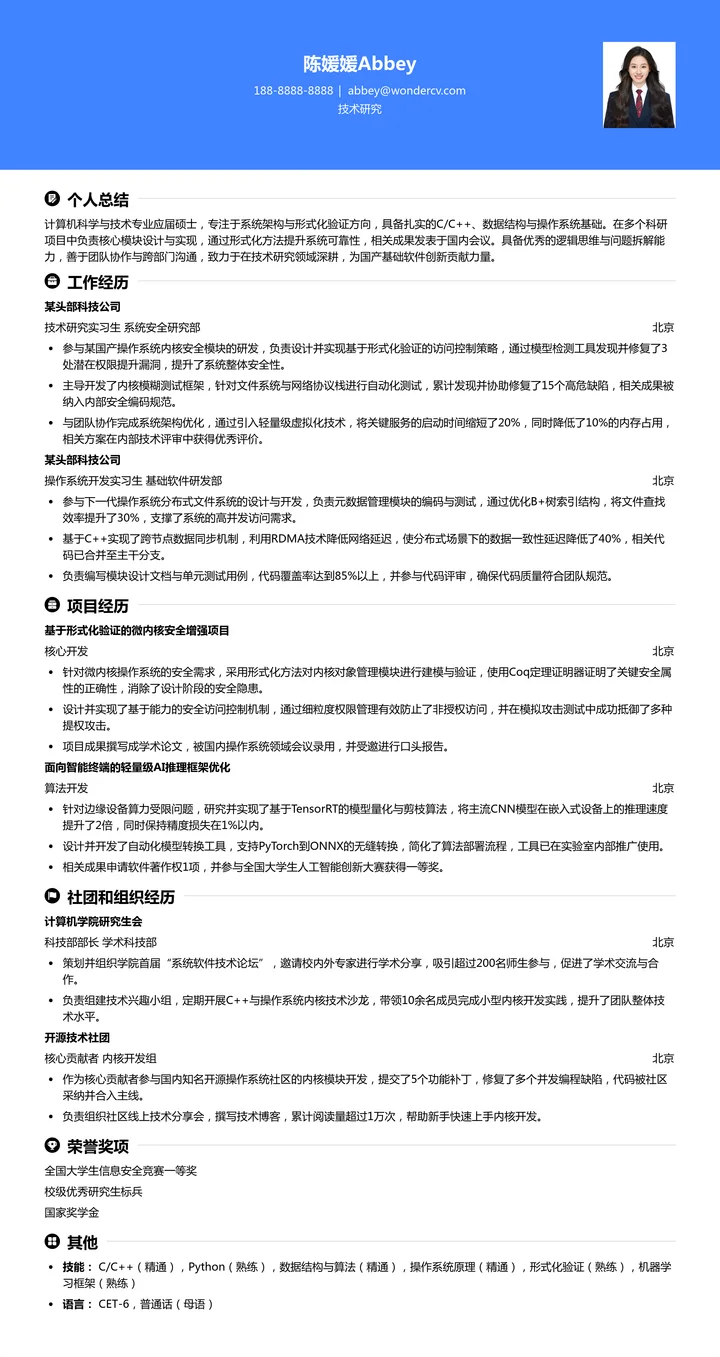 陈媛媛Abbey
188-8888-8888 | abbey@wondercv.com
技术研究
个人总结
计算机科学与技术专业应届硕士，专注于系统架构与形式化验证方向，具备扎实的C/C++、数据结构与操作系统基础。在多个科研
项目中负责核心模块设计与实现，通过形式化方法提升系统可靠性，相关成果发表于国内会议。具备优秀的逻辑思维与问题拆解能
力，善于团队协作与跨部门沟通，致力于在技术研究领域深耕，为国产基础软件创新贡献力量。
工作经历
某头部科技公司
技术研究实习生 系统安全研究部 北京
• 参与某国产操作系统内核安全模块的研发，负责设计并实现基于形式化验证的访问控制策略，通过模型检测工具发现并修复了3
处潜在权限提升漏洞，提升了系统整体安全性。
• 主导开发了内核模糊测试框架，针对文件系统与网络协议栈进行自动化测试，累计发现并协助修复了15个高危缺陷，相关成果被
纳入内部安全编码规范。
• 与团队协作完成系统架构优化，通过引入轻量级虚拟化技术，将关键服务的启动时间缩短了20%，同时降低了10%的内存占用，
相关方案在内部技术评审中获得优秀评价。
某头部科技公司
操作系统开发实习生 基础软件研发部 北京
• 参与下一代操作系统分布式文件系统的设计与开发，负责元数据管理模块的编码与测试，通过优化B+树索引结构，将文件查找
效率提升了30%，支撑了系统的高并发访问需求。
• 基于C++实现了跨节点数据同步机制，利用RDMA技术降低网络延迟，使分布式场景下的数据一致性延迟降低了40%，相关代
码已合并至主干分支。
• 负责编写模块设计文档与单元测试用例，代码覆盖率达到85%以上，并参与代码评审，确保代码质量符合团队规范。
项目经历
基于形式化验证的微内核安全增强项目
核心开发 北京
• 针对微内核操作系统的安全需求，采用形式化方法对内核对象管理模块进行建模与验证，使用Coq定理证明器证明了关键安全属
性的正确性，消除了设计阶段的安全隐患。
• 设计并实现了基于能力的安全访问控制机制，通过细粒度权限管理有效防止了非授权访问，并在模拟攻击测试中成功抵御了多种
提权攻击。
• 项目成果撰写成学术论文，被国内操作系统领域会议录用，并受邀进行口头报告。
面向智能终端的轻量级AI推理框架优化
算法开发 北京
• 针对边缘设备算力受限问题，研究并实现了基于TensorRT的模型量化与剪枝算法，将主流CNN模型在嵌入式设备上的推理速度
提升了2倍，同时保持精度损失在1%以内。
• 设计并开发了自动化模型转换工具，支持PyTorch到ONNX的无缝转换，简化了算法部署流程，工具已在实验室内部推广使用。
• 相关成果申请软件著作权1项，并参与全国大学生人工智能创新大赛获得一等奖。
社团和组织经历
计算机学院研究生会
科技部部长 学术科技部 北京
• 策划并组织学院首届“系统软件技术论坛”，邀请校内外专家进行学术分享，吸引超过200名师生参与，促进了学术交流与合
作。
• 负责组建技术兴趣小组，定期开展C++与操作系统内核技术沙龙，带领10余名成员完成小型内核开发实践，提升了团队整体技
术水平。
开源技术社团
核心贡献者 内核开发组 北京
• 作为核心贡献者参与国内知名开源操作系统社区的内核模块开发，提交了5个功能补丁，修复了多个并发编程缺陷，代码被社区
采纳并合入主线。
• 负责组织社区线上技术分享会，撰写技术博客，累计阅读量超过1万次，帮助新手快速上手内核开发。
荣誉奖项
全国大学生信息安全竞赛一等奖
校级优秀研究生标兵
国家奖学金
其他
• 技能： C/C++（精通），Python（熟练），数据结构与算法（精通），操作系统原理（精通），形式化验证（熟练），机器学
习框架（熟练）
• 语言： CET-6，普通话（母语）